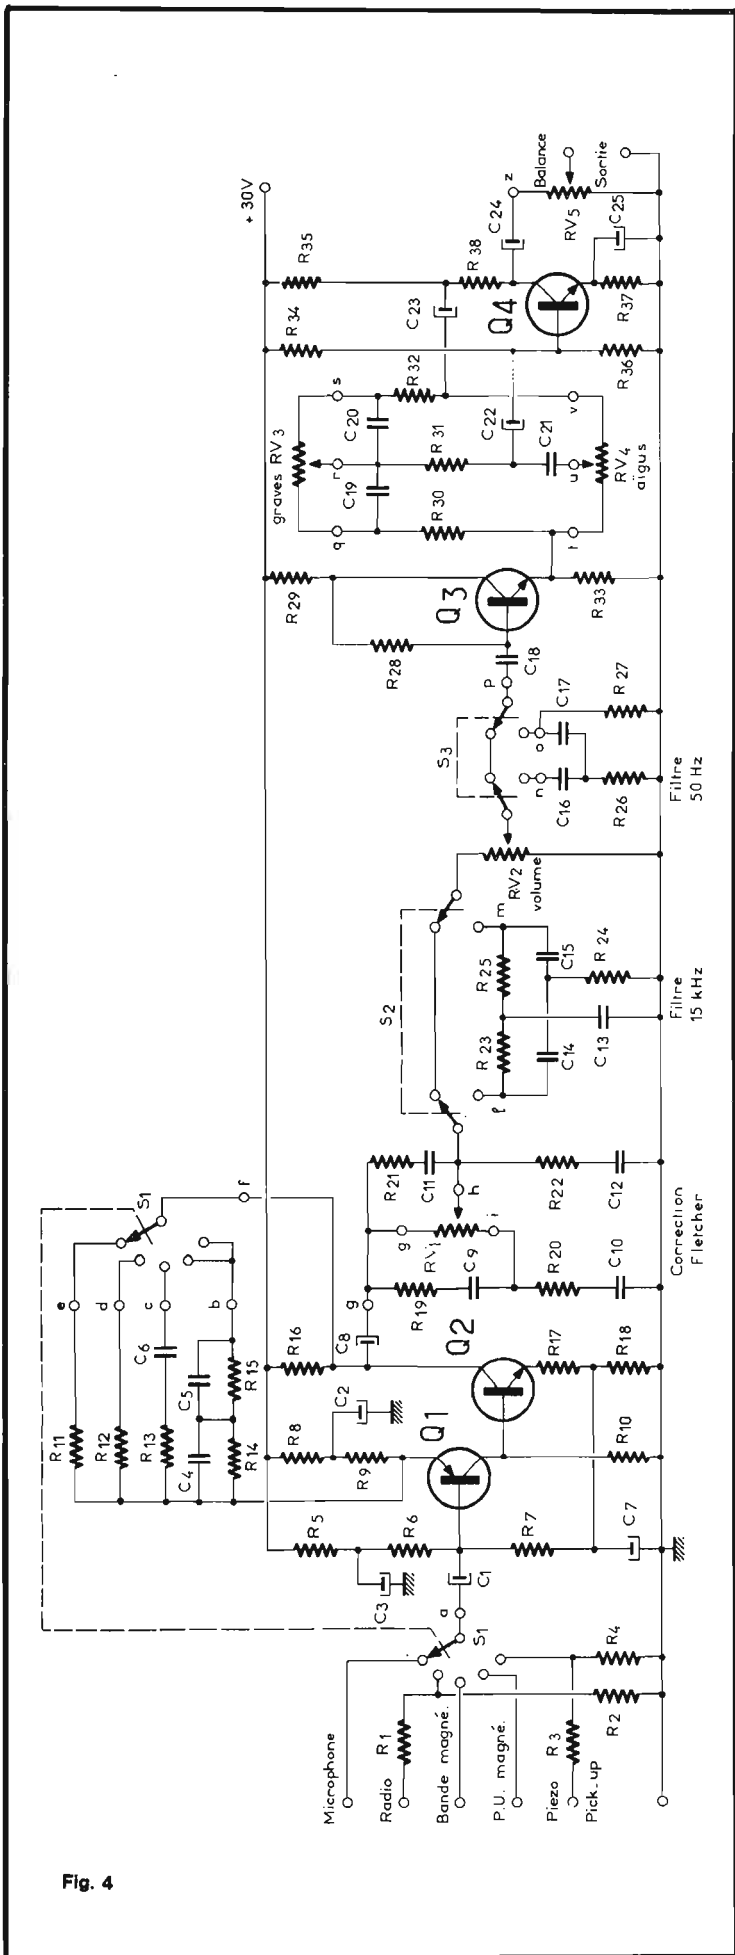 Fig. 4
Microphone
Radio
Bande magné.
P.U. magné.
Piezo
Pick-up
R1
R3
R2
R4
S1
a
C1
C3
R5
R6
R7
C7
R11
R12
R13
C4
R14
C5
R15
C6
e
d
c
b
S1
f
R8
R9
C2
Q1
R10
R16
Q2
R17
R18
C8
g
R19
C9
R20
C10
g
RV1
i
h
R21
C11
R22
C12
Correction
Fletcher
S2
l
R23
R25
m
C14
C15
C13
R24
Filtre
15 kHz
RV2
volume
S3
n
o
C16
C17
R26
R27
Filtre
50 Hz
p
C18
R28
R29
Q3
R33
graves RV3
q
r
s
C19
C20
R30
R31
R32
C22
C21
t
u
v
RV4
aïgus
C23
R34
R35
R36
Q4
R38
R37
+30V
C24
z
RV5
C25
Balance
Sortie